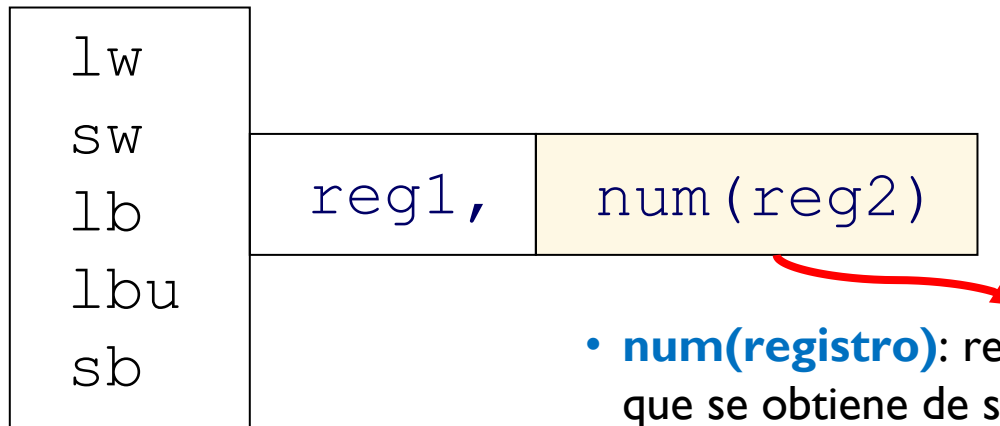 lw
sw
lb
lbu
sb
reg1,
num(reg2)
• num(registro): re
que se obtiene de s